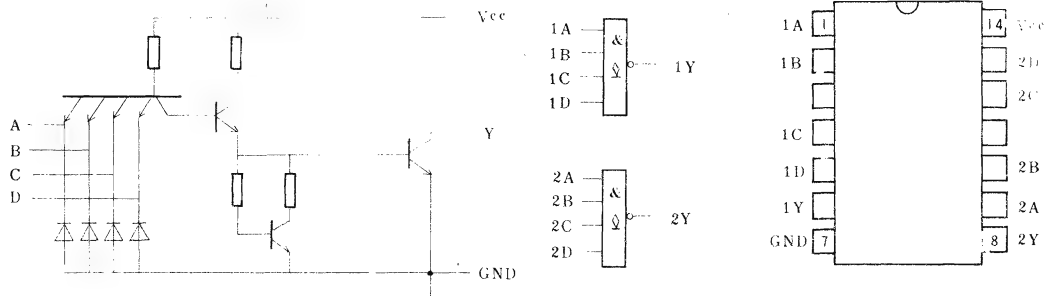 Vcc
A
B
C
D
Y
GND
1A
1B
1C
1D
&
1Y
2A
2B
2C
2D
&
2Y
1A 1 14 Vcc
1B 2D
2C
1C
1D 2B
1Y 2A
GND 7 8 2Y